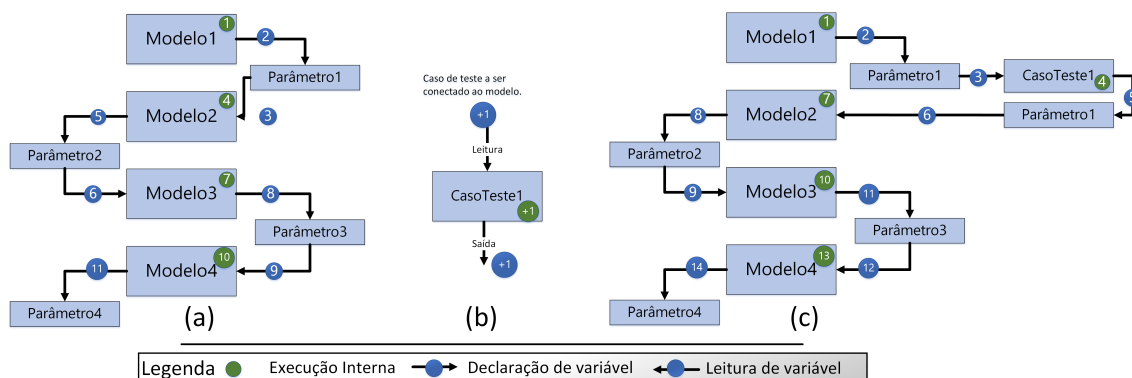 Modelo1
1
2
Parâmetro1
Modelo2
4
3
5
Parâmetro2
6
Modelo3
7
8
Parâmetro3
Modelo4
10
9
11
Parâmetro4
(a)
Caso de teste a ser
conectado ao modelo.
+1
Leitura
CasoTeste1
+1
Saída
+1
(b)
Modelo1
1
2
Parâmetro1
3
CasoTeste1
4
5
Parâmetro1
6
Modelo2
7
8
Parâmetro2
9
Modelo3
10
11
Parâmetro3
12
Modelo4
13
14
Parâmetro4
(c)
Legenda
Execução Interna
Declaração de variável
Leitura de variável